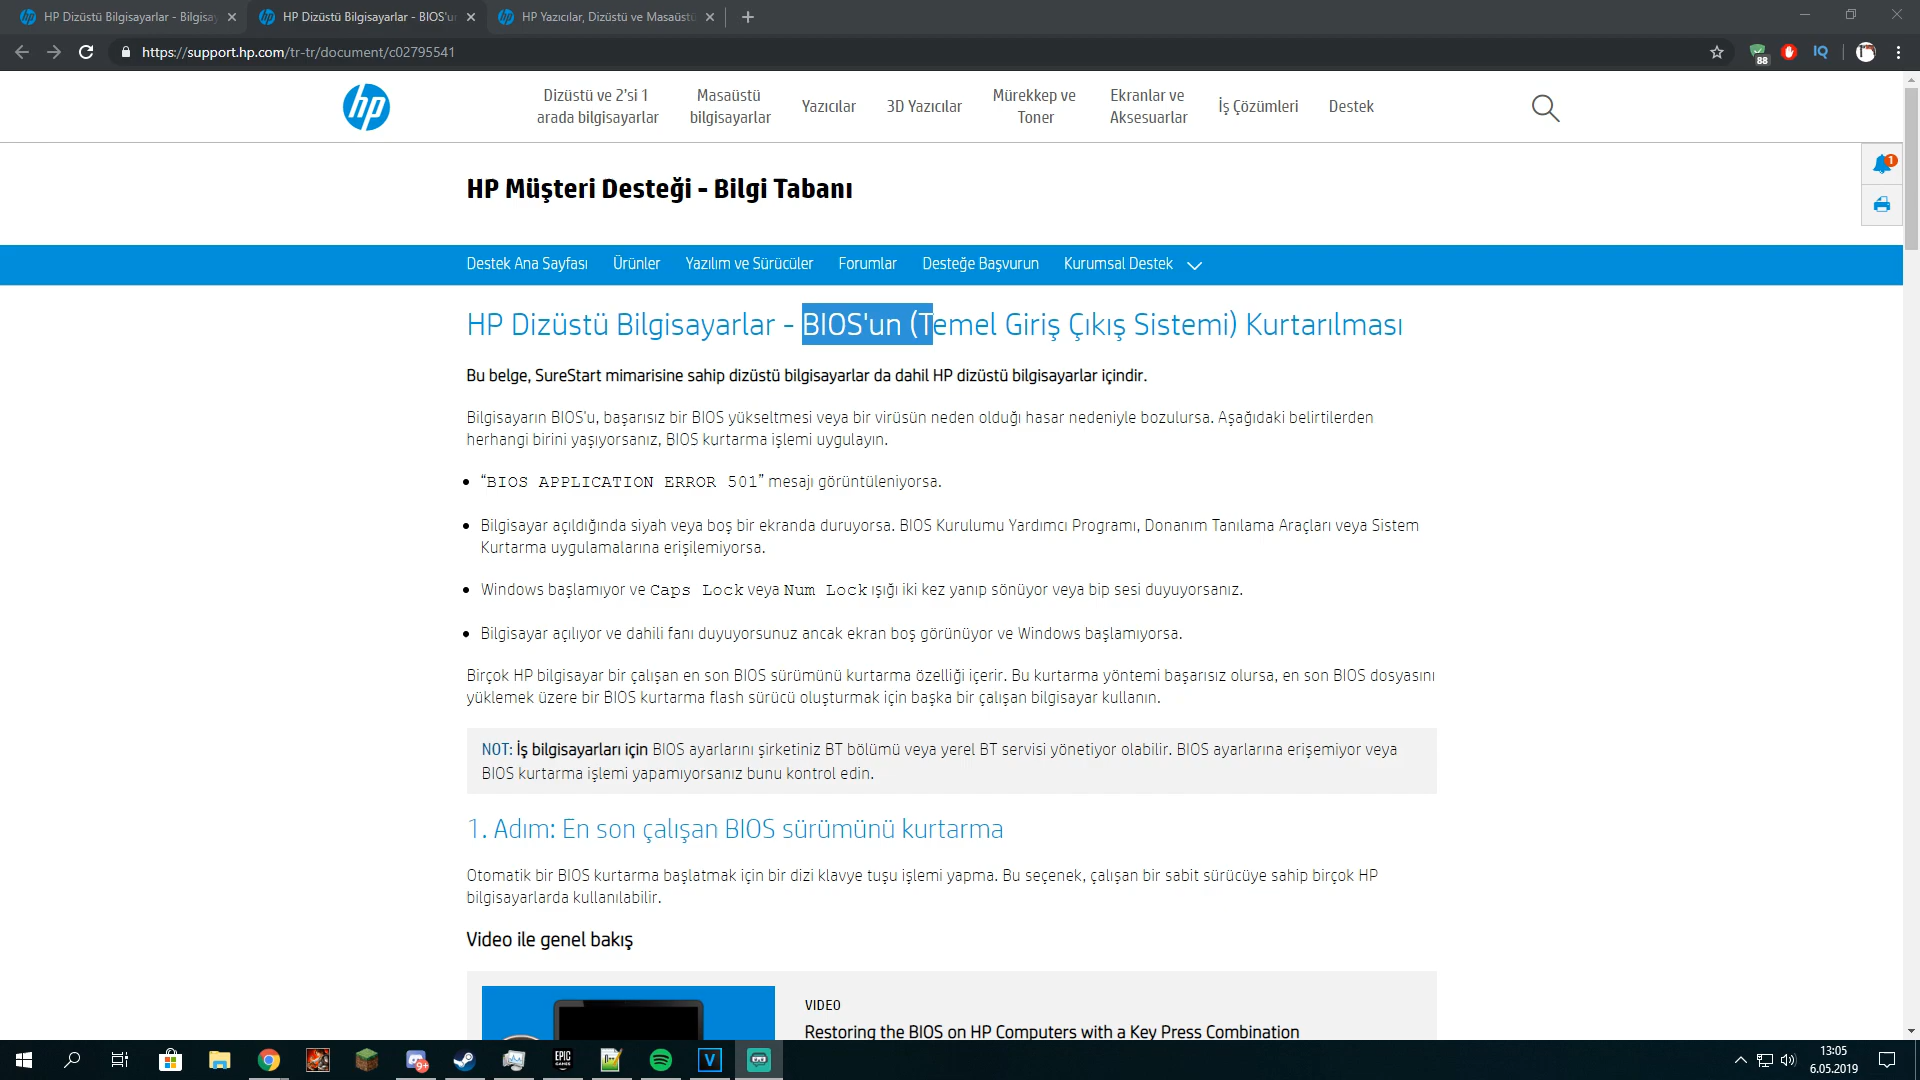 HP Dizüstü Bilgisayarlar - Bilgisay
HP Dizüstü Bilgisayarlar - BIOS'un
HP Yazıcılar, Dizüstü ve Masaüstü
https://support.hp.com/tr-tr/document/c02795541
88
IQ
hp
Dizüstü ve 2'si 1
arada bilgisayarlar
Masaüstü
bilgisayarlar
Yazıcılar
3D Yazıcılar
Mürekkep ve
Toner
Ekranlar ve
Aksesuarlar
İş Çözümleri
Destek
1
HP Müşteri Desteği - Bilgi Tabanı
Destek Ana Sayfası
Ürünler
Yazılım ve Sürücüler
Forumlar
Desteğe Başvurun
Kurumsal Destek
HP Dizüstü Bilgisayarlar - BIOS'un (Temel Giriş Çıkış Sistemi) Kurtarılması
Bu belge, SureStart mimarisine sahip dizüstü bilgisayarlar da dahil HP dizüstü bilgisayarlar içindir.
Bilgisayarın BIOS'u, başarısız bir BIOS yükseltmesi veya bir virüsün neden olduğı hasar nedeniyle bozulursa. Aşağıdaki belirtilerden
herhangi birini yaşıyorsanız, BIOS kurtarma işlemi uygulayın.
“BIOS APPLICATION ERROR 501” mesajı görüntüleniyorsa.
Bilgisayar açıldığında siyah veya boş bir ekranda duruyorsa. BIOS Kurulumu Yardımcı Programı, Donanım Tanılama Araçları veya Sistem
Kurtarma uygulamalarına erişilemiyorsa.
Windows başlamıyor ve Caps Lock veya Num Lock ışığı iki kez yanıp sönüyor veya bip sesi duyuyorsanız.
Bilgisayar açılıyor ve dahili fanı duyuyorsunuz ancak ekran boş görünüyor ve Windows başlamıyorsa.
Birçok HP bilgisayar bir çalışan en son BIOS sürümünü kurtarma özelliği içerir. Bu kurtarma yöntemi başarısız olursa, en son BIOS dosyasını
yüklemek üzere bir BIOS kurtarma flash sürücü oluşturmak için başka bir çalışan bilgisayar kullanın.
NOT: İş bilgisayarları için BIOS ayarlarını şirketiniz BT bölümü veya yerel BT servisi yönetiyor olabilir. BIOS ayarlarına erişemiyor veya
BIOS kurtarma işlemi yapamıyorsanız bunu kontrol edin.
1. Adım: En son çalışan BIOS sürümünü kurtarma
Otomatik bir BIOS kurtarma başlatmak için bir dizi klavye tuşu işlemi yapma. Bu seçenek, çalışan bir sabit sürücüye sahip birçok HP
bilgisayarlarda kullanılabilir.
Video ile genel bakış
VIDEO
Restoring the BIOS on HP Computers with a Key Press Combination
9+
EPIC
GAMES
V
13:05
6.05.2019